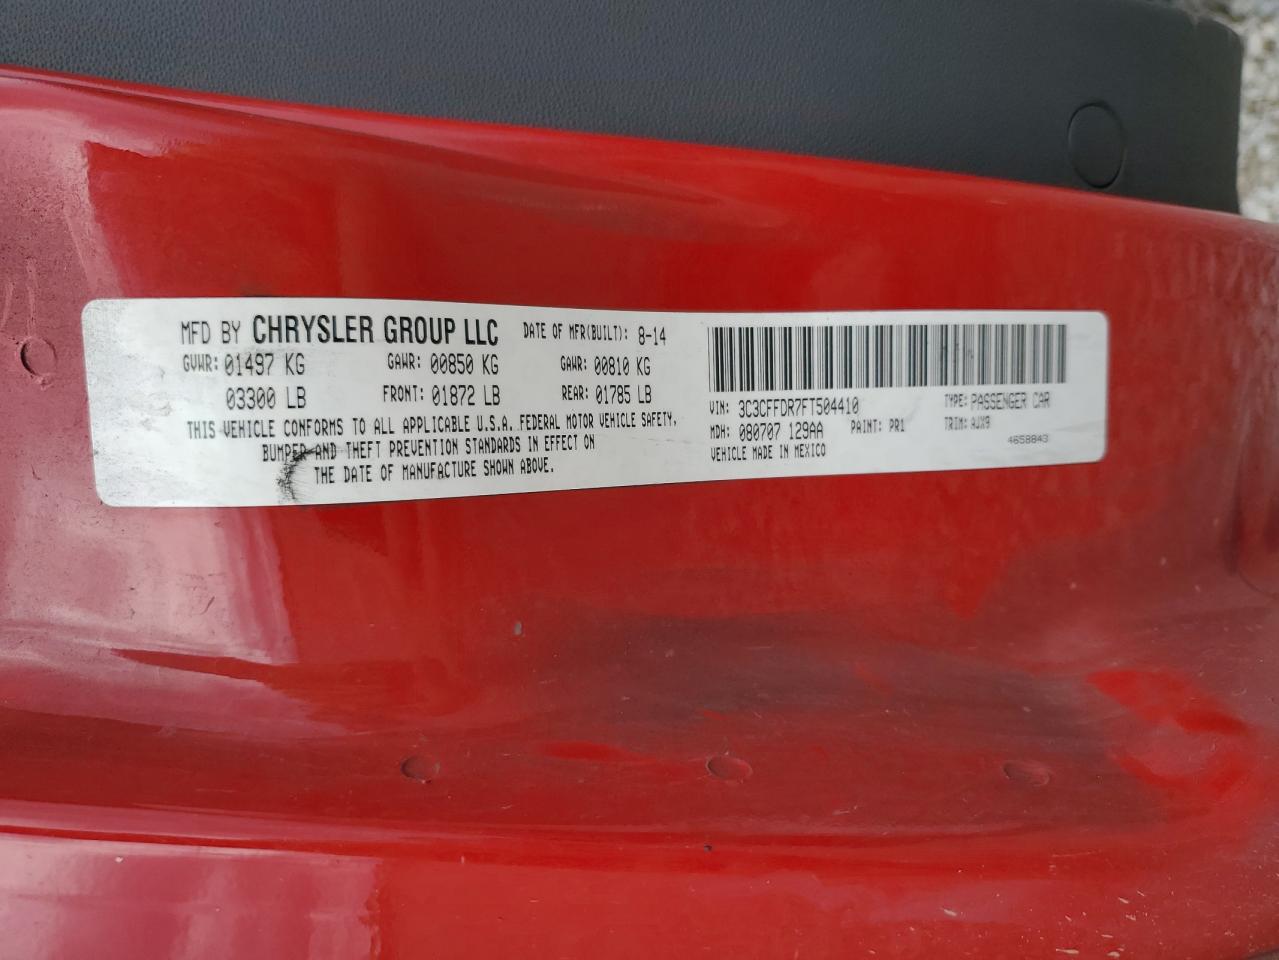 MFD BY CHRYSLER GROUP LLC DATE OF MFR(BUILT): 8-14
GVWR: 01497 KG GAWR: 00850 KG GAWR: 00810 KG
03300 LB FRONT: 01872 LB REAR: 01785 LB
THIS VEHICLE CONFORMS TO ALL APPLICABLE U.S.A. FEDERAL MOTOR VEHICLE SAFETY,
BUMPER AND THEFT PREVENTION STANDARDS IN EFFECT ON
THE DATE OF MANUFACTURE SHOWN ABOVE.
VIN: 3C3CFFDR7FT504410 TYPE: PASSENGER CAR
MDH: 080707 129AA PAINT: PR1 TRIM: AJX9
VEHICLE MADE IN MEXICO 4658843